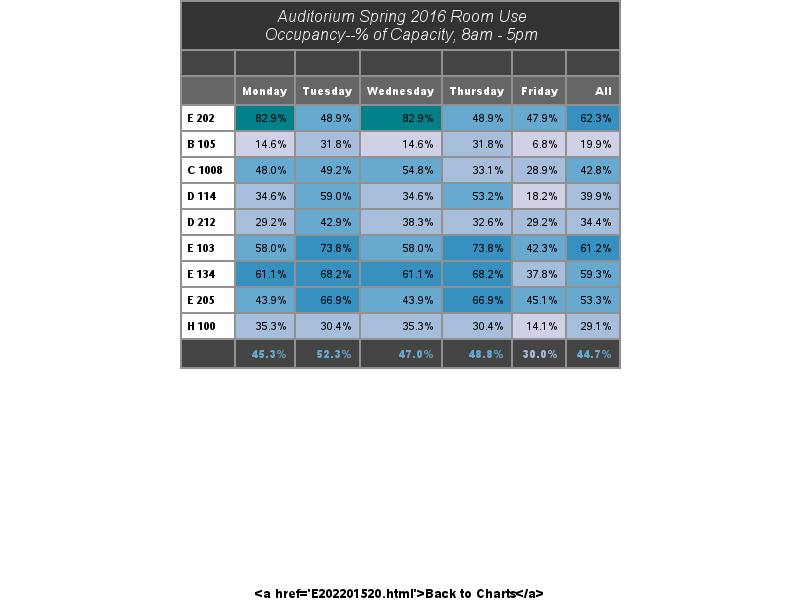 Auditorium Spring 2016 Room Use
Occupancy--% of Capacity, 8am - 5pm
Monday Tuesday Wednesday Thursday Friday All
E 202 82.9% 48.9% 82.9% 48.9% 47.9% 62.3%
B 105 14.6% 31.8% 14.6% 31.8% 6.8% 19.9%
C 1008 48.0% 49.2% 54.8% 33.1% 28.9% 42.8%
D 114 34.6% 59.0% 34.6% 53.2% 18.2% 39.9%
D 212 29.2% 42.9% 38.3% 32.6% 29.2% 34.4%
E 103 58.0% 73.8% 58.0% 73.8% 42.3% 61.2%
E 134 61.1% 68.2% 61.1% 68.2% 37.8% 59.3%
E 205 43.9% 66.9% 43.9% 66.9% 45.1% 53.3%
H 100 35.3% 30.4% 35.3% 30.4% 14.1% 29.1%
45.3% 52.3% 47.0% 48.8% 30.0% 44.7%
<a href='E202201520.html'>Back to Charts</a>